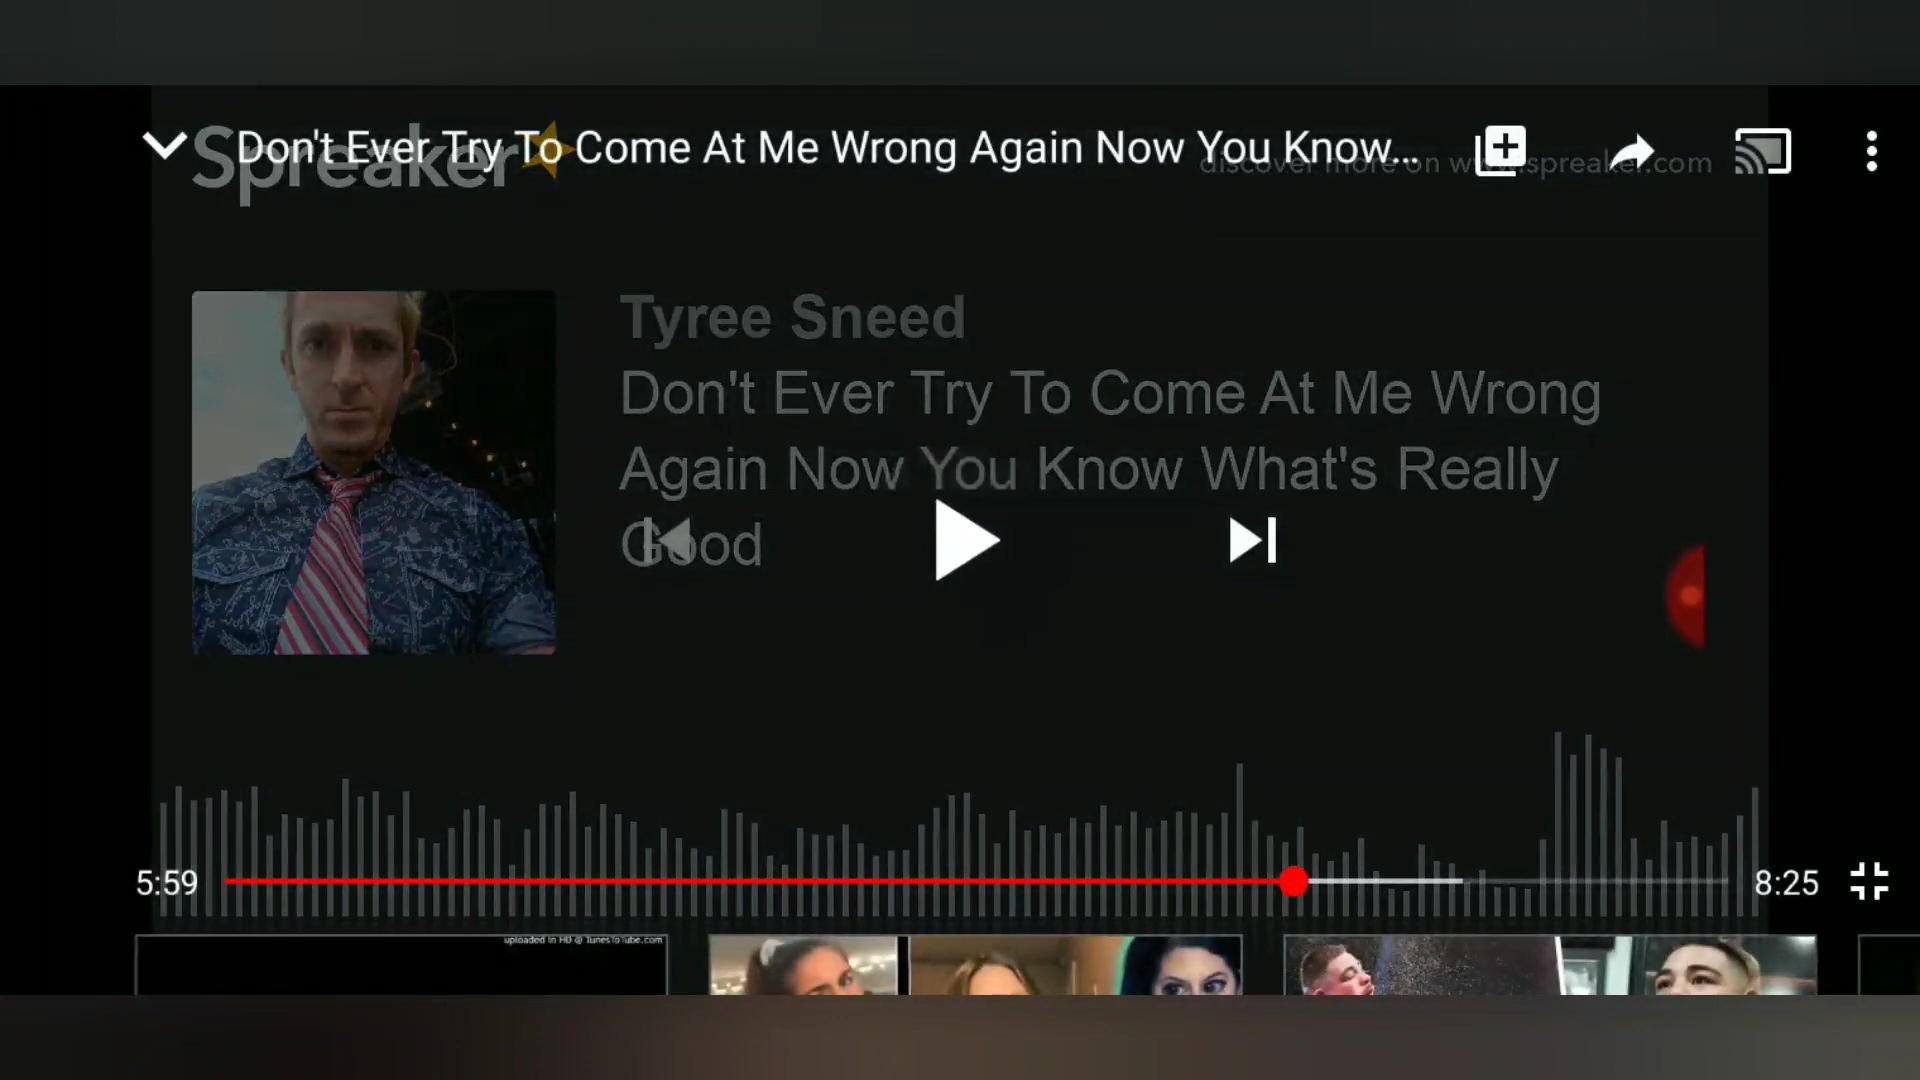 Don't Ever Try To Come At Me Wrong Again Now You Know...
Spreaker
discover more on www.spreaker.com
Tyree Sneed
Don't Ever Try To Come At Me Wrong
Again Now You Know What's Really
Good
5:59
8:25
uploaded in HD @ TunesToTube.com